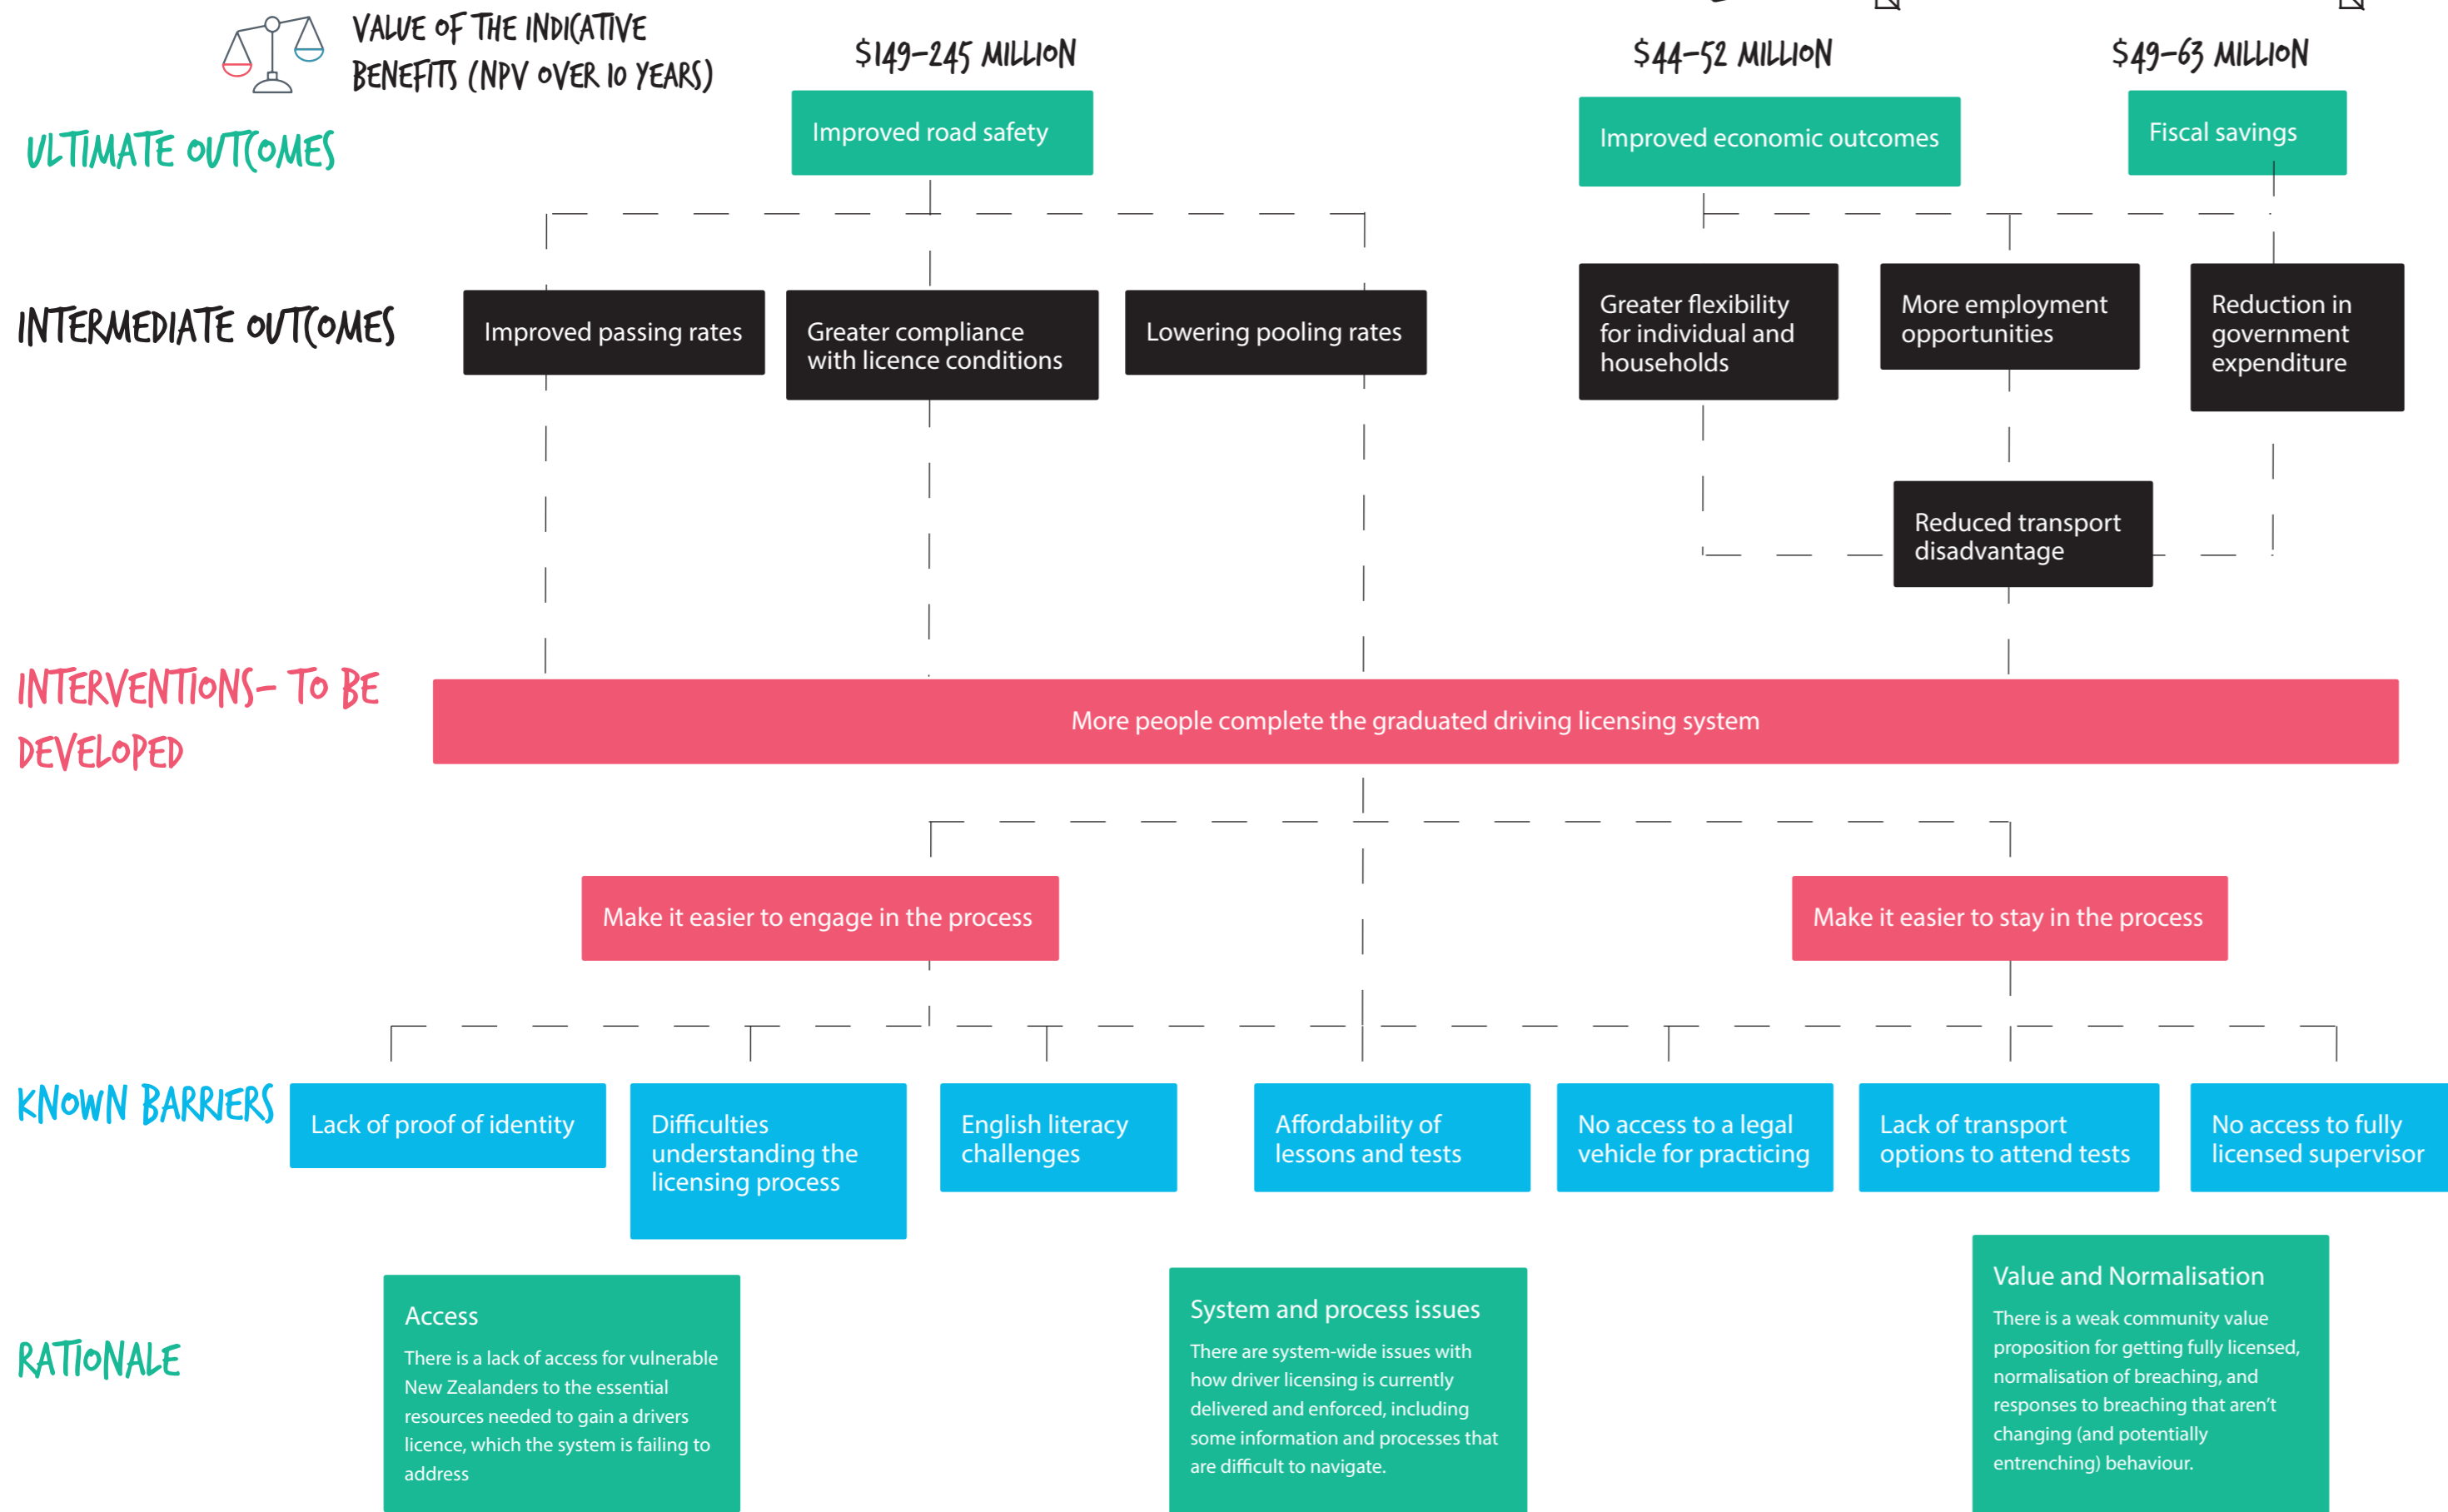 VALUE OF THE INDICATIVE
BENEFITS (NPV OVER 10 YEARS)
$149-245 MILLION
$44-52 MILLION
$49-63 MILLION
ULTIMATE OUTCOMES
Improved road safety
Improved economic outcomes
Fiscal savings
INTERMEDIATE OUTCOMES
Improved passing rates
Greater compliance
with licence conditions
Lowering pooling rates
Greater flexibility
for individual and
households
More employment
opportunities
Reduction in
government
expenditure
Reduced transport
disadvantage
INTERVENTIONS- TO BE
DEVELOPED
More people complete the graduated driving licensing system
Make it easier to engage in the process
Make it easier to stay in the process
KNOWN BARRIERS
Lack of proof of identity
Difficulties
understanding the
licensing process
English literacy
challenges
Affordability of
lessons and tests
No access to a legal
vehicle for practicing
Lack of transport
options to attend tests
No access to fully
licensed supervisor
RATIONALE
Access
There is a lack of access for vulnerable
New Zealanders to the essential
resources needed to gain a drivers
licence, which the system is failing to
address
System and process issues
There are system-wide issues with
how driver licensing is currently
delivered and enforced, including
some information and processes that
are difficult to navigate.
Value and Normalisation
There is a weak community value
proposition for getting fully licensed,
normalisation of breaching, and
responses to breaching that aren't
changing (and potentially
entrenching) behaviour.